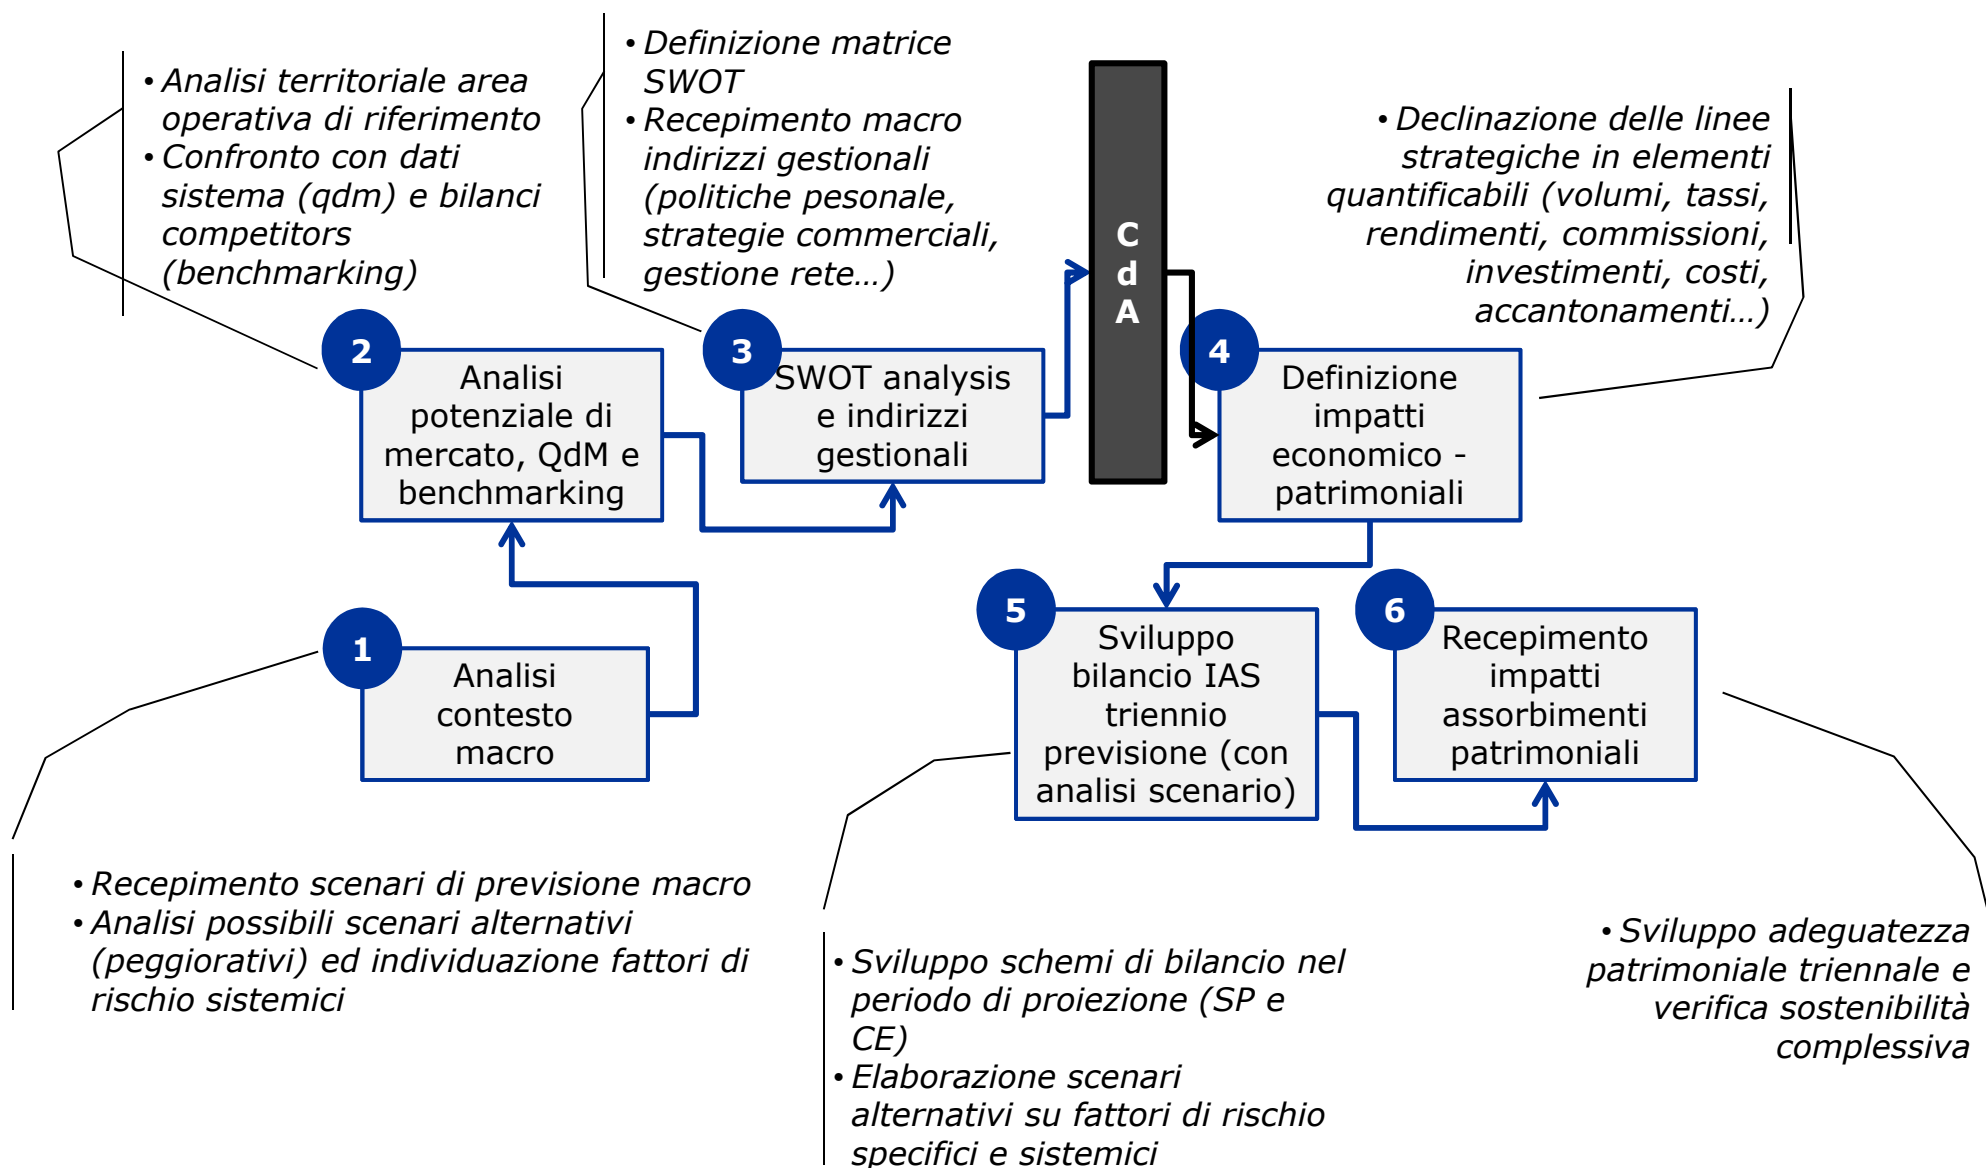 • Analisi territoriale area
operativa di riferimento
• Confronto con dati
sistema (qdm) e bilanci
competitors
(benchmarking)
• Definizione matrice
SWOT
• Recepimento macro
indirizzi gestionali
(politiche pesonale,
strategie commerciali,
gestione rete…)
C
d
A
• Declinazione delle linee
strategiche in elementi
quantificabili (volumi, tassi,
rendimenti, commissioni,
investimenti, costi,
accantonamenti…)
2
Analisi
potenziale di
mercato, QdM e
benchmarking
3
SWOT analysis
e indirizzi
gestionali
4
Definizione
impatti
economico -
patrimoniali
1
Analisi
contesto
macro
5
Sviluppo
bilancio IAS
triennio
previsione (con
analisi scenario)
6
Recepimento
impatti
assorbimenti
patrimoniali
• Recepimento scenari di previsione macro
• Analisi possibili scenari alternativi
(peggiorativi) ed individuazione fattori di
rischio sistemici
• Sviluppo schemi di bilancio nel
periodo di proiezione (SP e
CE)
• Elaborazione scenari
alternativi su fattori di rischio
specifici e sistemici
• Sviluppo adeguatezza
patrimoniale triennale e
verifica sostenibilità
complessiva